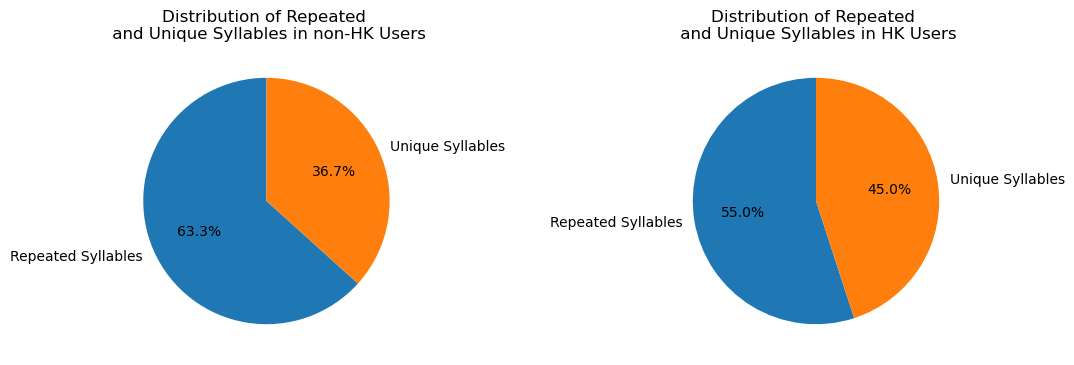 Distribution of Repeated
and Unique Syllables in non-HK Users
Unique Syllables
36.7%
63.3%
Repeated Syllables
Distribution of Repeated
and Unique Syllables in HK Users
Unique Syllables
45.0%
55.0%
Repeated Syllables